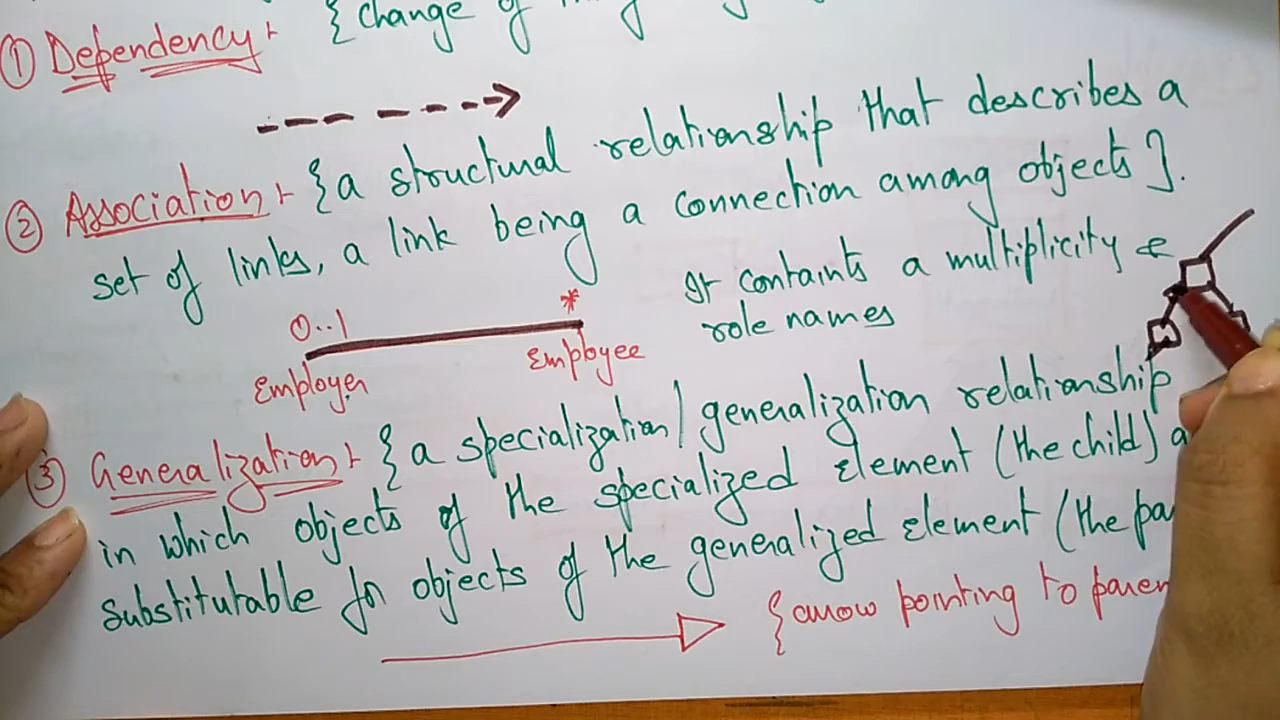 ① Dependency :- { change of
② Association :- { a structural relationship that describes a
set of links, a link being a connection among objects }.
It containts a multiplicity &
role names
0..1 *
Employer Employee
③ Generalization :- { a specialization/generalization relationship
in which objects of the specialized element (the child) a
substitutable for objects of the generalized element (the pa
{ arrow pointing to paren